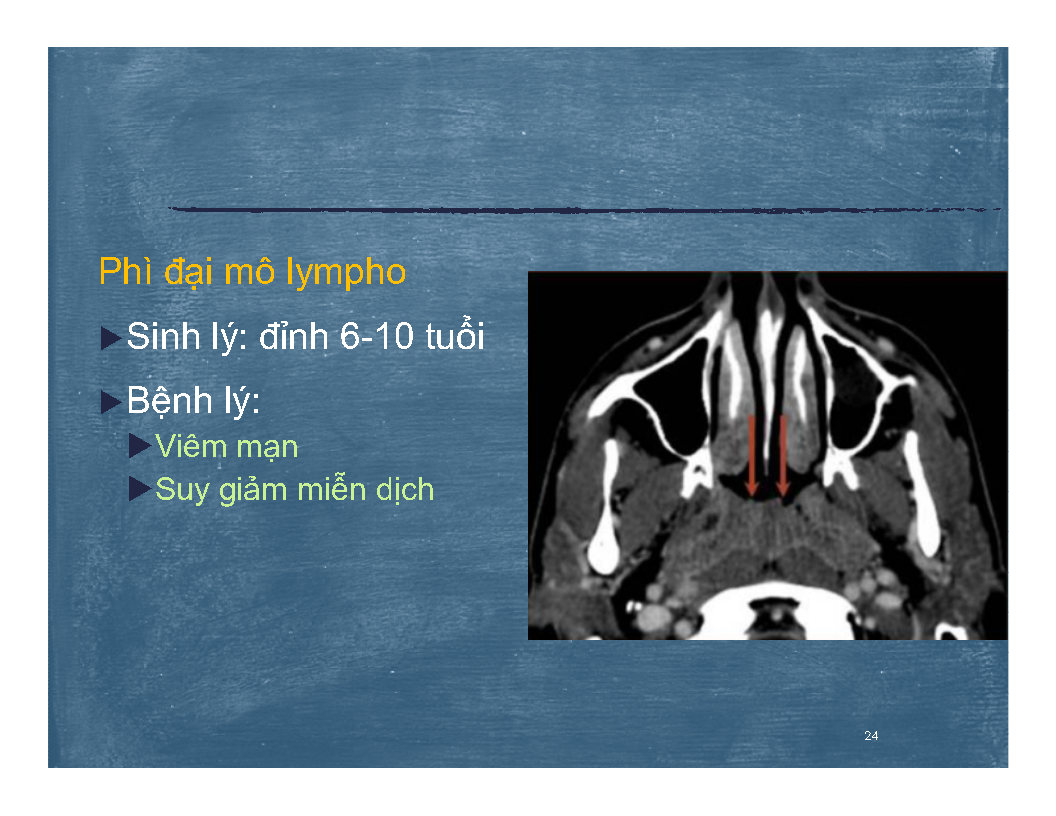 Phì đại mô lympho
Sinh lý: đỉnh 6-10 tuổi
Bệnh lý:
Viêm mạn
Suy giảm miễn dịch
24